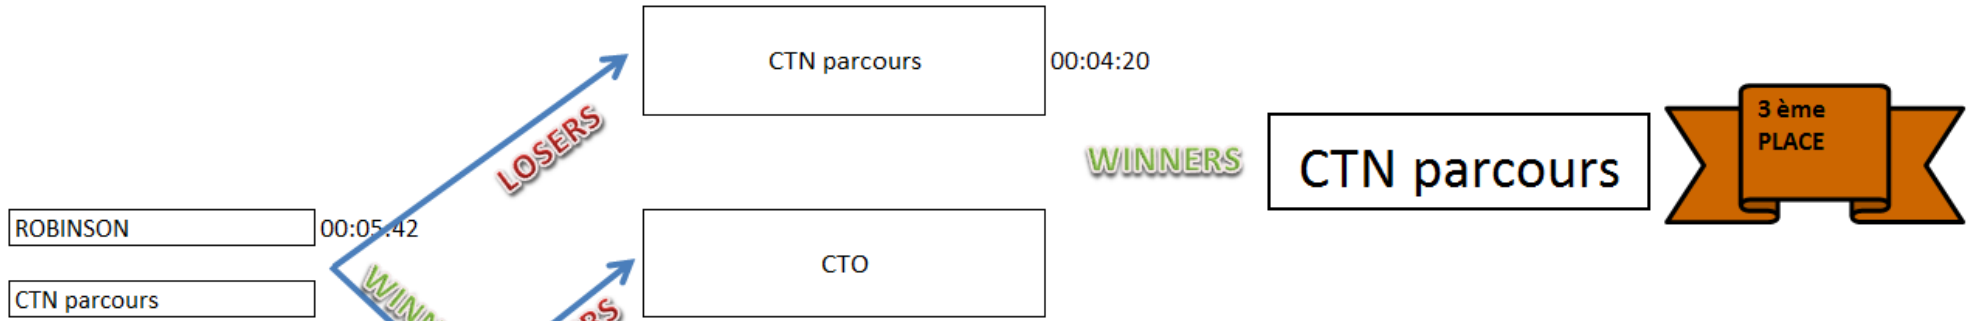 CTN parcours
00:04:20
LOSERS
3 ème
PLACE
WINNERS
CTN parcours
ROBINSON
00:05:42
CTO
CTN parcours